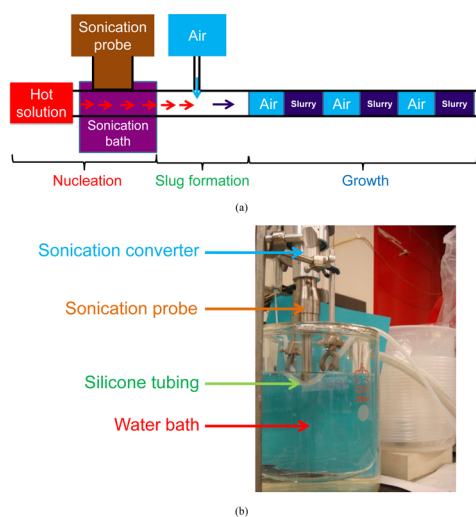 Sonication
probe
Air
Hot
solution
Sonication
bath
Air
Slurry
Air
Slurry
Air
Slurry
Nucleation
Slug formation
Growth
(a)
Sonication converter
Sonication probe
Silicone tubing
Water bath
(b)